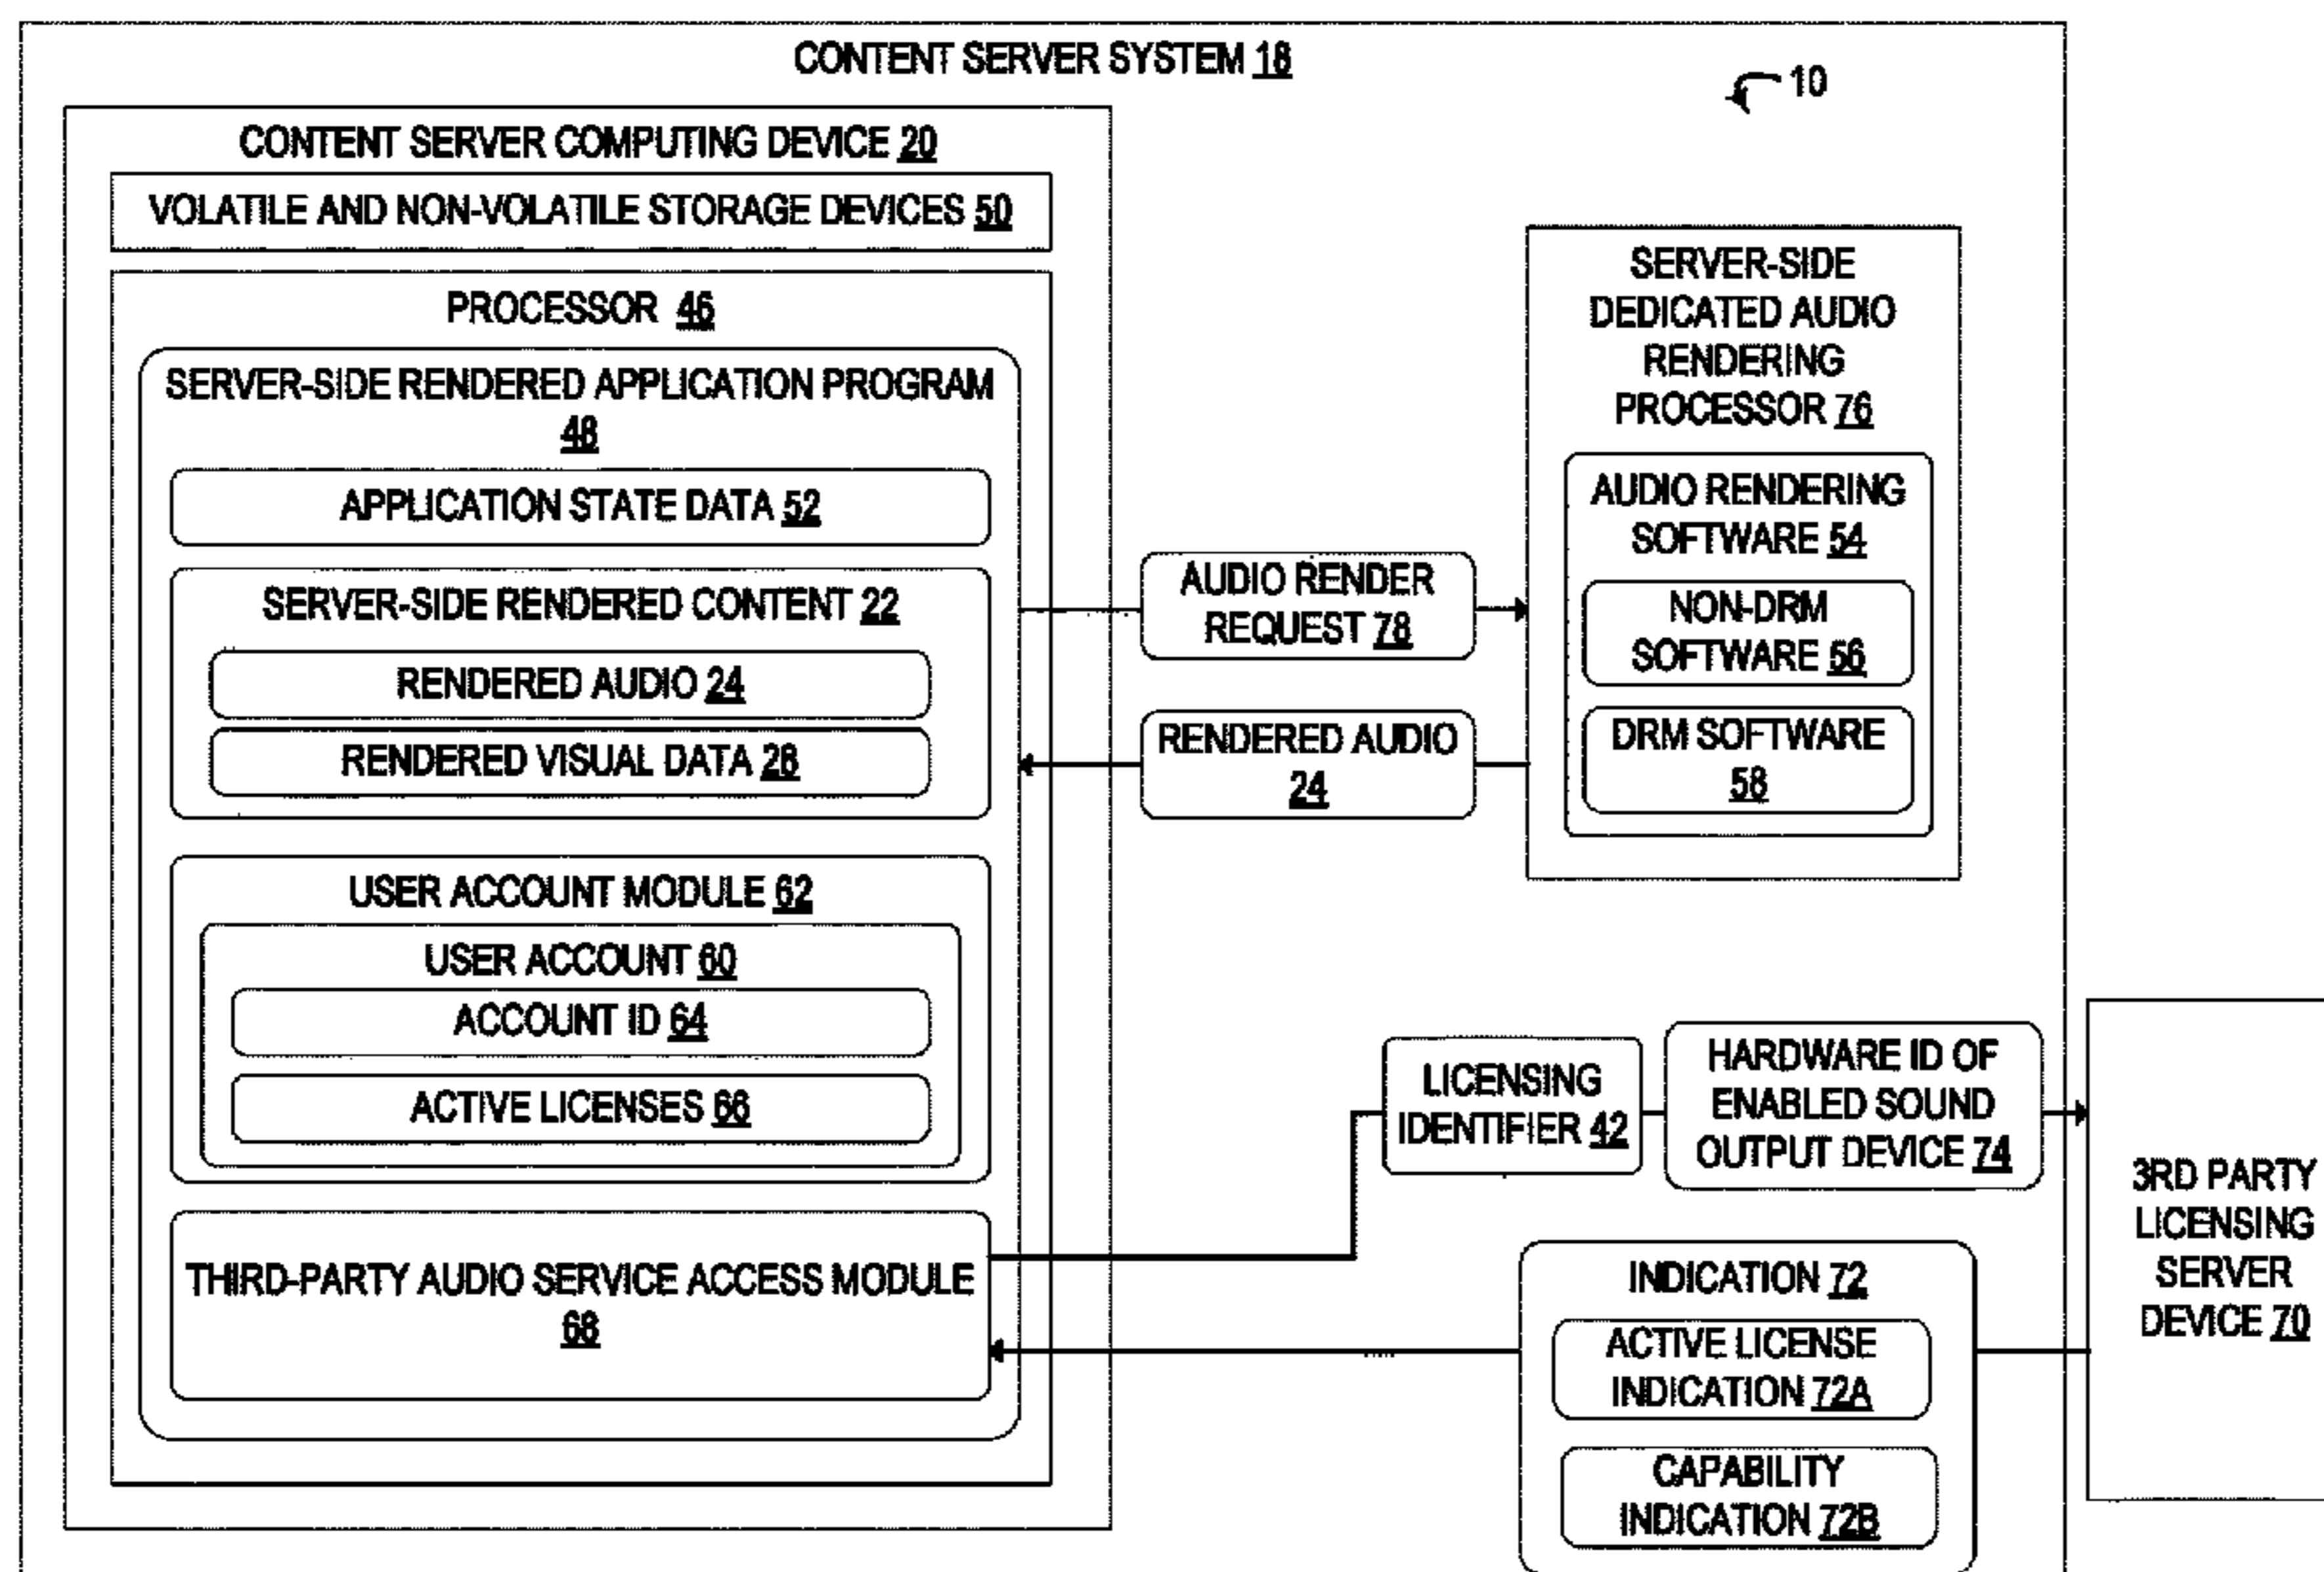 CONTENT SERVER SYSTEM 18
10
CONTENT SERVER COMPUTING DEVICE 20
VOLATILE AND NON-VOLATILE STORAGE DEVICES 50
PROCESSOR 46
SERVER-SIDE RENDERED APPLICATION PROGRAM
48
APPLICATION STATE DATA 52
SERVER-SIDE RENDERED CONTENT 22
RENDERED AUDIO 24
RENDERED VISUAL DATA 26
USER ACCOUNT MODULE 62
USER ACCOUNT 60
ACCOUNT ID 64
ACTIVE LICENSES 66
THIRD-PARTY AUDIO SERVICE ACCESS MODULE
68
AUDIO RENDER
REQUEST 78
RENDERED AUDIO
24
SERVER-SIDE
DEDICATED AUDIO
RENDERING
PROCESSOR 76
AUDIO RENDERING
SOFTWARE 54
NON-DRM
SOFTWARE 56
DRM SOFTWARE
58
LICENSING
IDENTIFIER 42
HARDWARE ID OF
ENABLED SOUND
OUTPUT DEVICE 74
INDICATION 72
ACTIVE LICENSE
INDICATION 72A
CAPABILITY
INDICATION 72B
3RD PARTY
LICENSING
SERVER
DEVICE 70